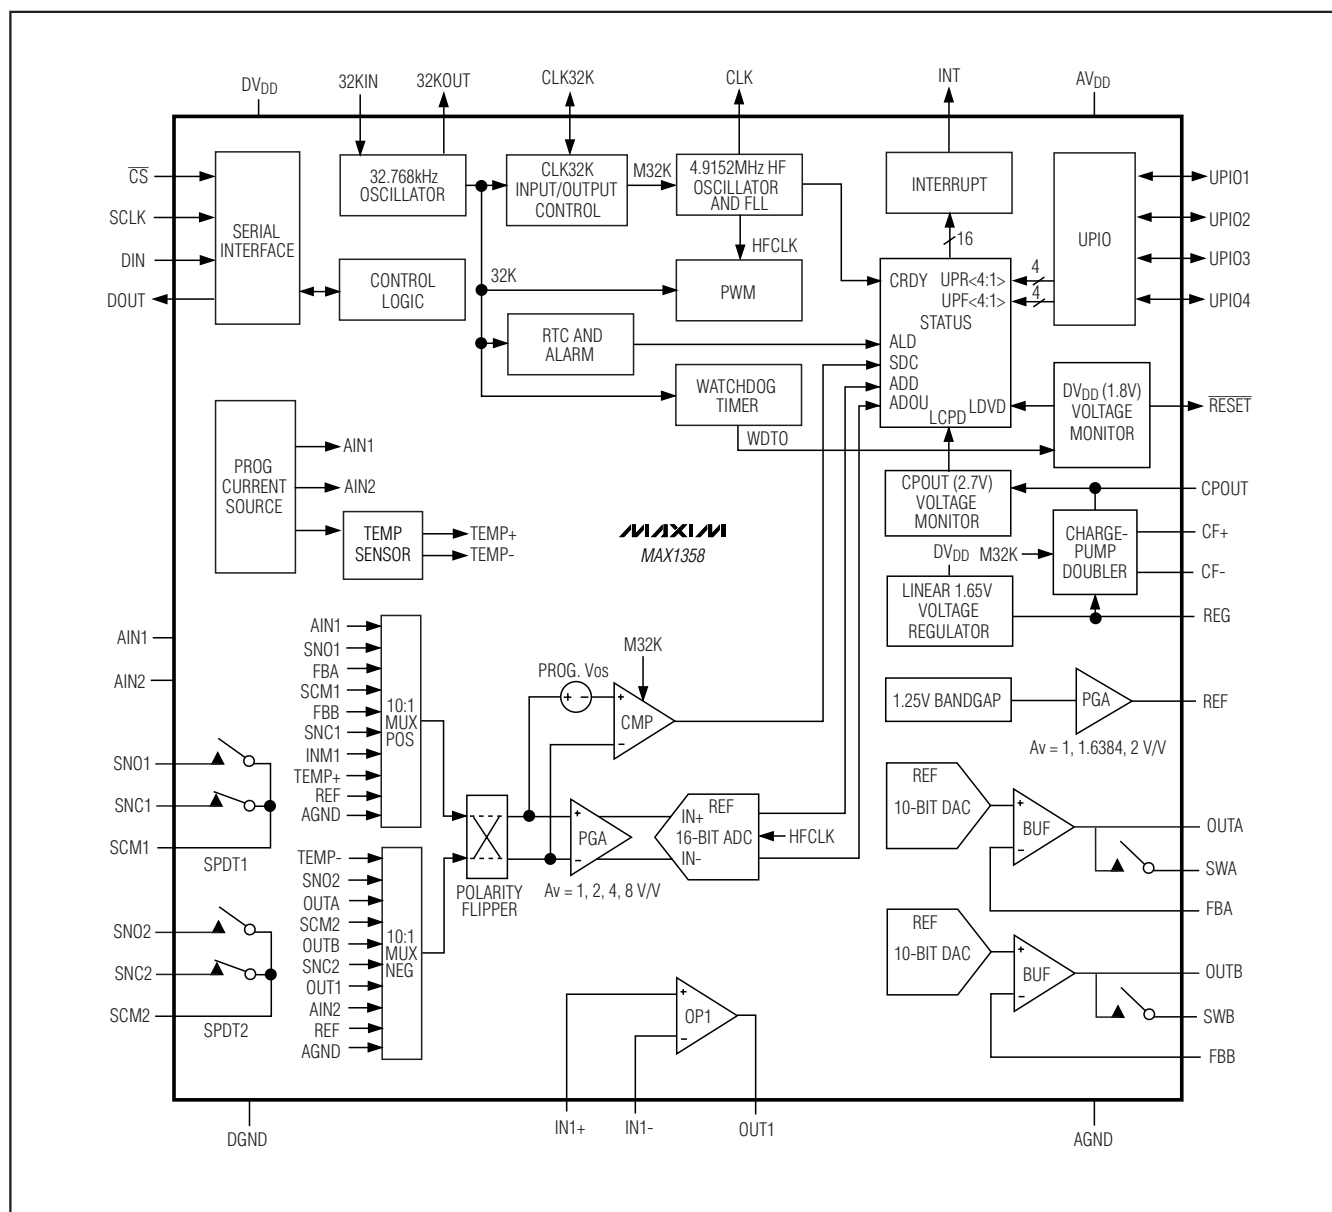 DVDD
32KIN
32KOUT
CLK32K
CLK
INT
AVDD
CS
SCLK
DIN
DOUT
SERIAL
INTERFACE
32.768kHz
OSCILLATOR
CLK32K
INPUT/OUTPUT
CONTROL
M32K
4.9152MHz HF
OSCILLATOR
AND FLL
INTERRUPT
UPIO
UPIO1
UPIO2
UPIO3
UPIO4
16
HFCLK
CONTROL
LOGIC
32K
PWM
CRDY
UPR<4:1>
UPF<4:1>
STATUS
4
4
ALD
SDC
ADD
ADOU
LDVD
LCPD
RTC AND
ALARM
WATCHDOG
TIMER
WDTO
DVDD (1.8V)
VOLTAGE
MONITOR
RESET
PROG
CURRENT
SOURCE
AIN1
AIN2
TEMP
SENSOR
TEMP+
TEMP-
MAXIM
MAX1358
CPOUT (2.7V)
VOLTAGE
MONITOR
CPOUT
CHARGE-
PUMP
DOUBLER
CF+
CF-
DVDD
M32K
LINEAR 1.65V
VOLTAGE
REGULATOR
REG
AIN1
AIN2
SNO1
SNC1
SCM1
SPDT1
SNO2
SNC2
SCM2
SPDT2
AIN1
SNO1
FBA
SCM1
FBB
SNC1
INM1
TEMP+
REF
AGND
10:1
MUX
POS
TEMP-
SNO2
OUTA
SCM2
OUTB
SNC2
OUT1
AIN2
REF
AGND
10:1
MUX
NEG
POLARITY
FLIPPER
PROG. Vos
+ -
M32K
+
CMP
-
+
PGA
-
Av = 1, 2, 4, 8 V/V
IN+
REF
16-BIT ADC
IN-
HFCLK
1.25V BANDGAP
PGA
REF
Av = 1, 1.6384, 2 V/V
REF
10-BIT DAC
+
BUF
-
OUTA
SWA
FBA
REF
10-BIT DAC
+
BUF
-
OUTB
SWB
FBB
+
OP1
-
DGND
IN1+
IN1-
OUT1
AGND